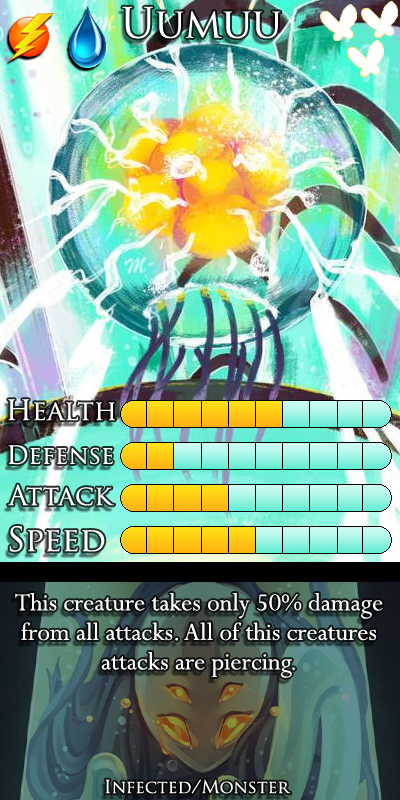 Uumuu
M-
Health
Defense
Attack
Speed
This creature takes only 50% damage
from all attacks. All of this creatures
attacks are piercing.
Infected/Monster